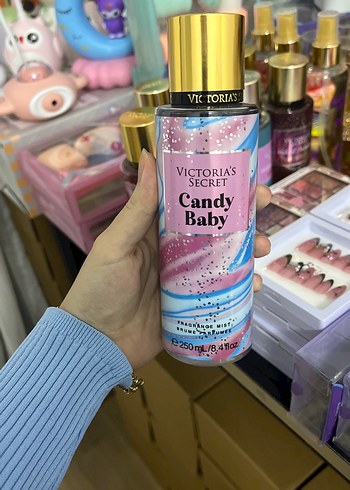 VICTORIA'S
VICTORIA'S
SECRET
Candy
Baby
FRAGRANCE MIST
BRUME PARFUMÉE
℮ 250 mL/8.4 fl oz